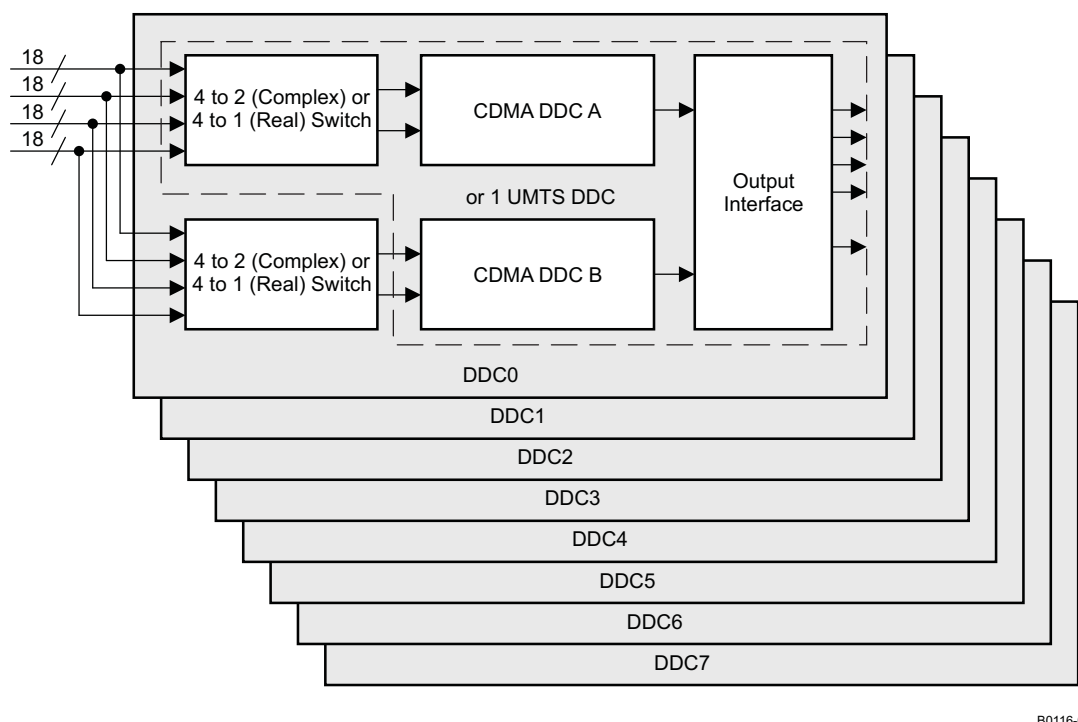 18
18
18
18
4 to 2 (Complex) or
4 to 1 (Real) Switch
CDMA DDC A
or 1 UMTS DDC
Output
Interface
4 to 2 (Complex) or
4 to 1 (Real) Switch
CDMA DDC B
DDC0
DDC1
DDC2
DDC3
DDC4
DDC5
DDC6
DDC7